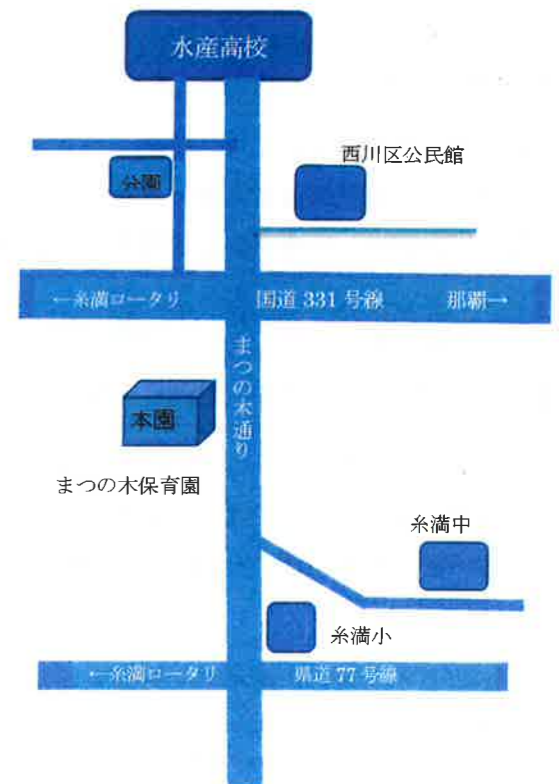 水産高校
西川区公民館
公園
←糸満ロータリ 国道 331 号線 那覇→
まつの木通り
本園
まつの木保育園
糸満中
糸満小
←糸満ロータリ 県道 77 号線